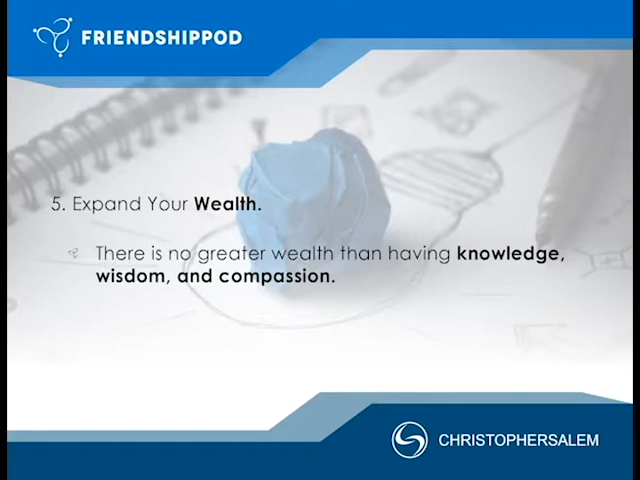 FRIENDSHIPPOD
5. Expand Your Wealth.
There is no greater wealth than having knowledge,
wisdom, and compassion.
CHRISTOPHERSALEM